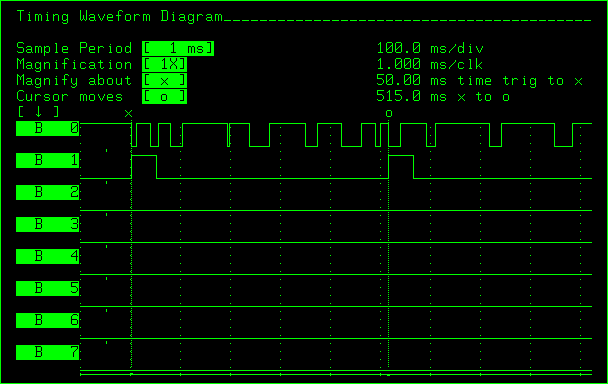 Timing Waveform Diagram
Sample Period [ 1 ms] 100.0 ms/div
Magnification [ 1X] 1.000 ms/clk
Magnify about [ x ] 50.00 ms time trig to x
Cursor moves [ o ] 515.0 ms x to o
[ ↓ ] x o
B 0
B 1
B 2
B 3
B 4
B 5
B 6
B 7